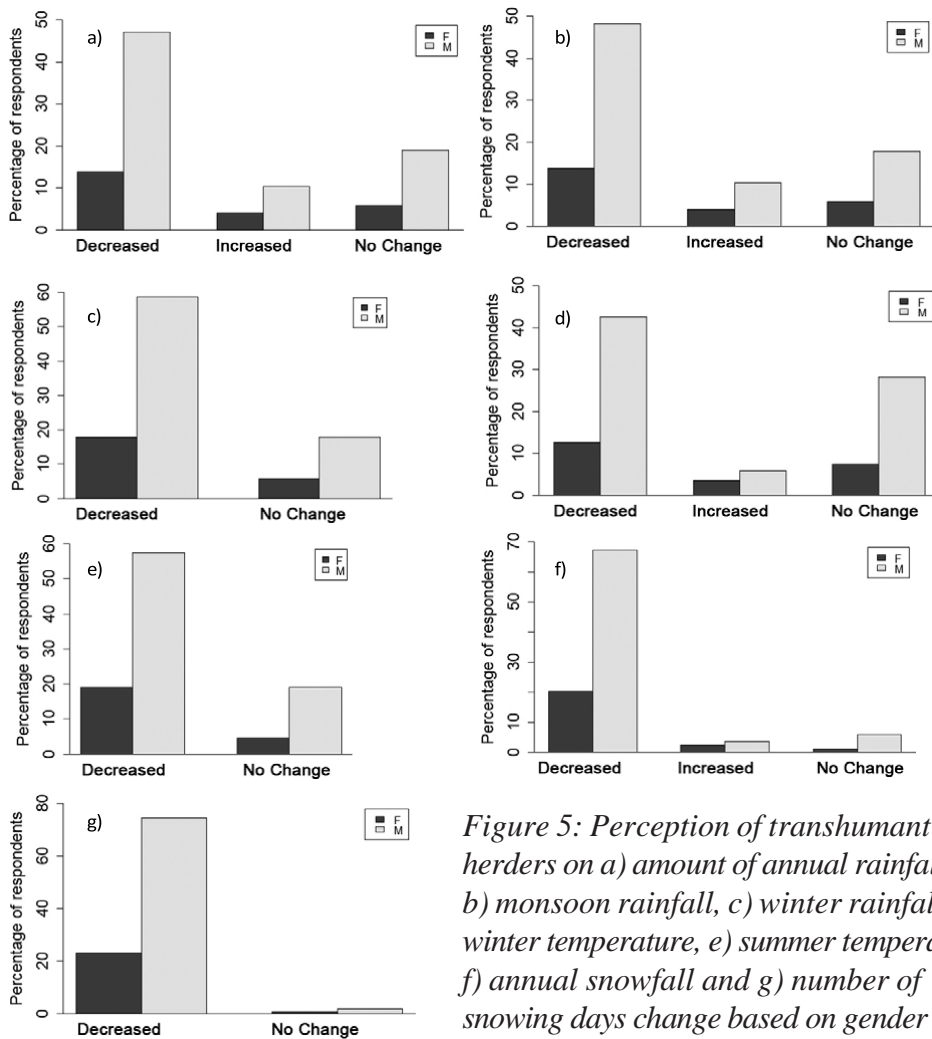 a)
Percentage of respondents
50
40
30
20
10
0
F
M
Decreased Increased No Change
b)
Percentage of respondents
50
40
30
20
10
0
F
M
Decreased Increased No Change
c)
Percentage of respondents
60
50
40
30
20
10
0
F
M
Decreased No Change
d)
Percentage of respondents
50
40
30
20
10
0
F
M
Decreased Increased No Change
e)
Percentage of respondents
60
50
40
30
20
10
0
F
M
Decreased No Change
f)
Percentage of respondents
70
50
30
10
0
F
M
Decreased Increased No Change
g)
Percentage of respondents
80
60
40
20
0
F
M
Decreased No Change
Figure 5: Perception of transhumant
herders on a) amount of annual rainfal
b) monsoon rainfall, c) winter rainfal
winter temperature, e) summer tempera
f) annual snowfall and g) number of
snowing days change based on gender